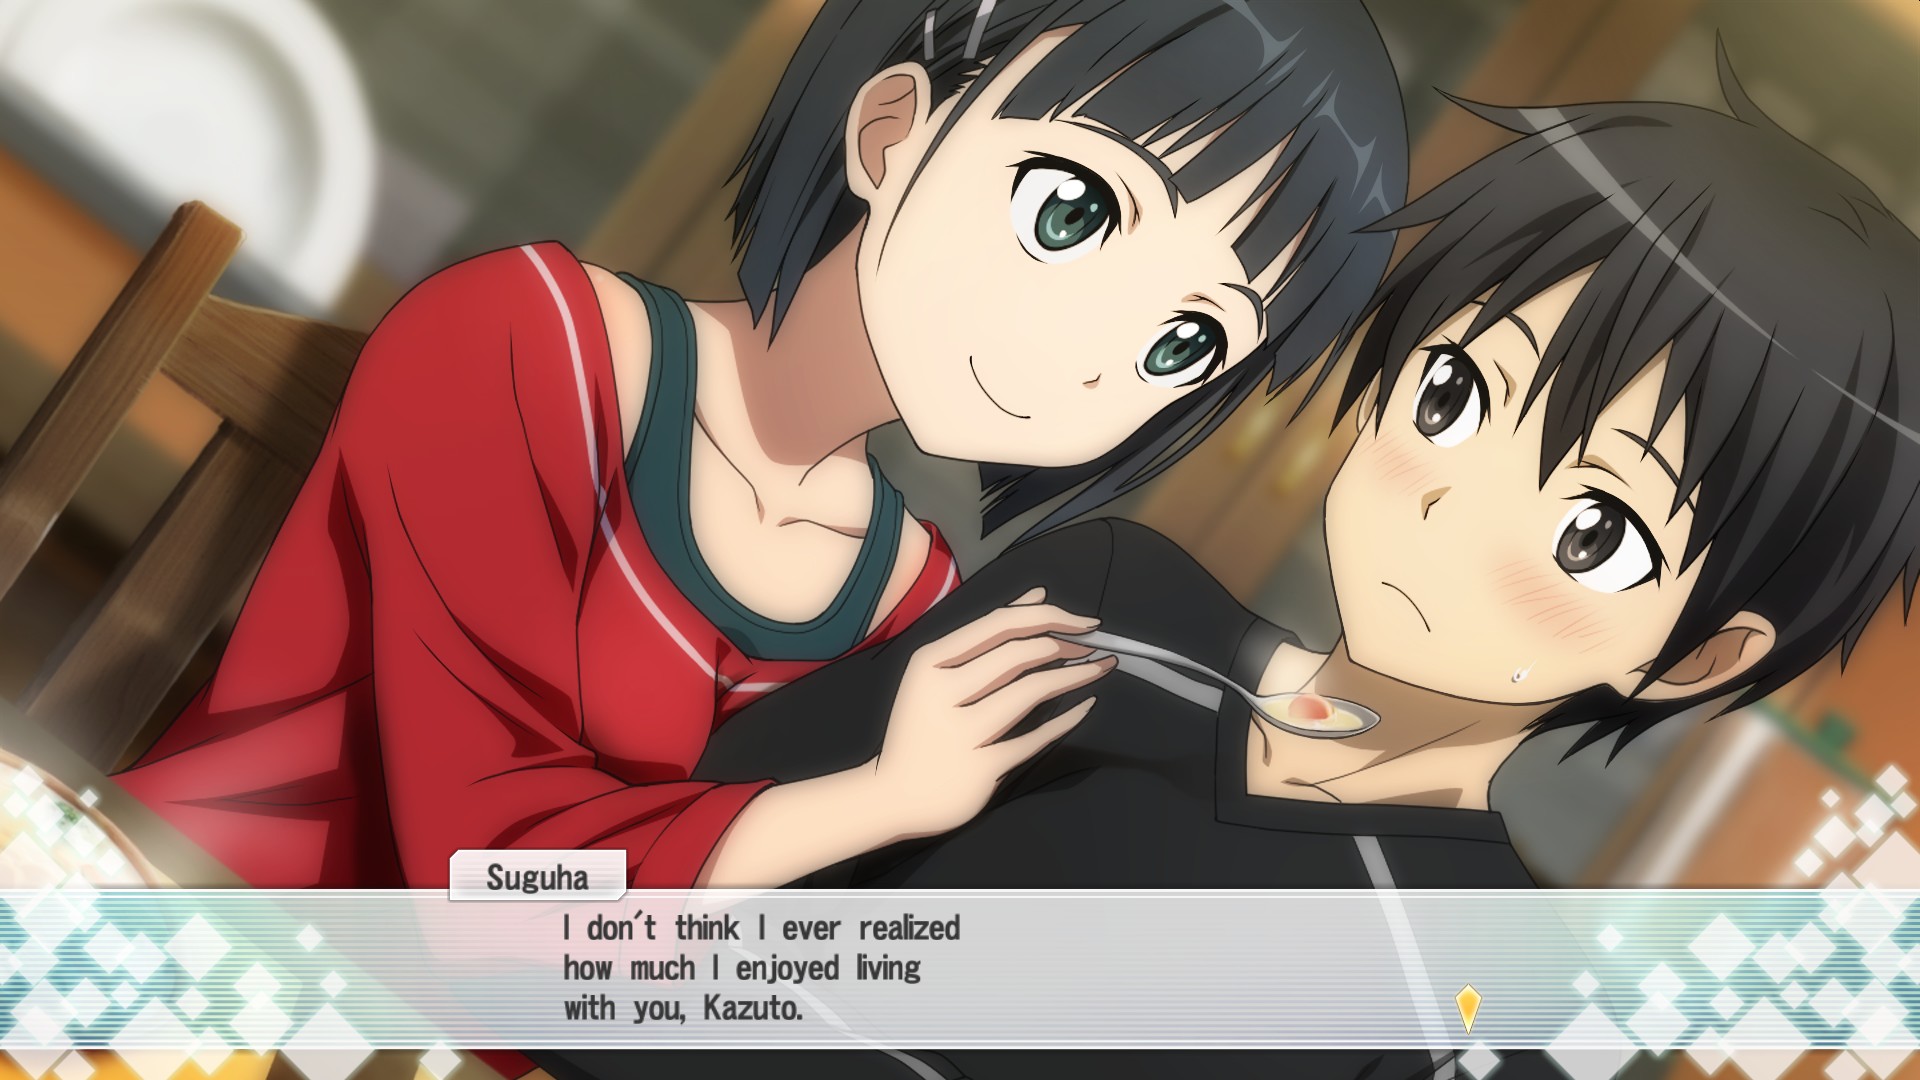 Suguha
I don't think I ever realized
how much I enjoyed living
with you, Kazuto.